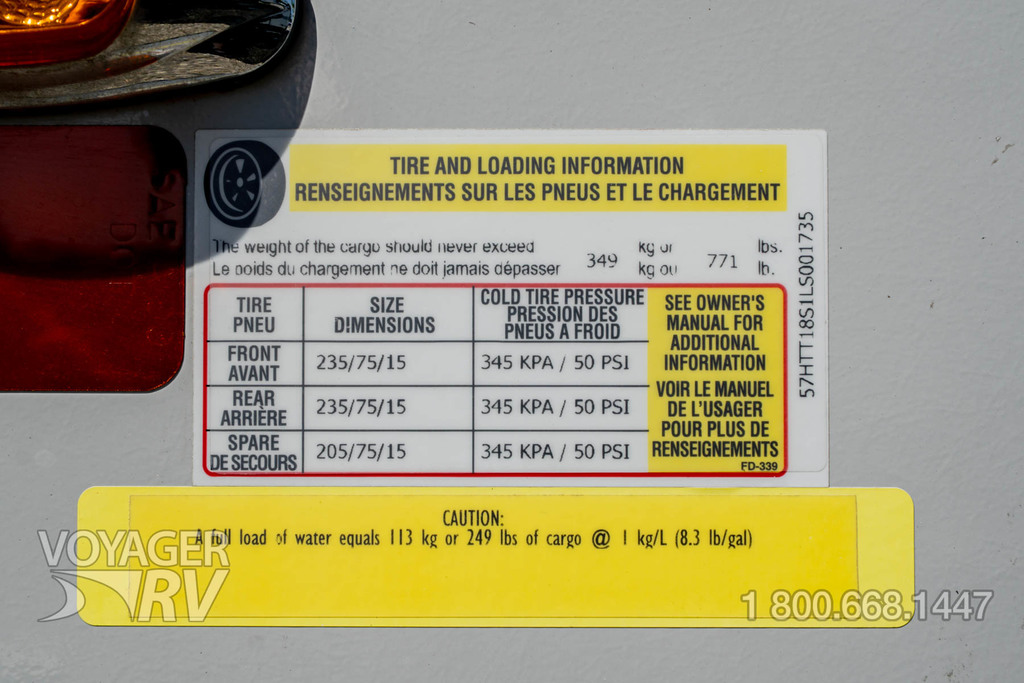 SAE
TIRE AND LOADING INFORMATION
RENSEIGNEMENTS SUR LES PNEUS ET LE CHARGEMENT
The weight of the cargo should never exceed kg or lbs.
Le poids du chargement ne doit jamais dépasser 349 kg ou 771 lb.
TIRE SIZE COLD TIRE PRESSURE
PNEU DIMENSIONS PRESSION DES
PNEUS A FROID
FRONT
AVANT 235/75/15 345 KPA / 50 PSI
REAR
ARRIÈRE 235/75/15 345 KPA / 50 PSI
SPARE
DE SECOURS 205/75/15 345 KPA / 50 PSI
SEE OWNER'S
MANUAL FOR
ADDITIONAL
INFORMATION
VOIR LE MANUEL
DE L'USAGER
POUR PLUS DE
RENSEIGNEMENTS
FD-339
57HTT18S1LS001735
CAUTION:
A full load of water equals 113 kg or 249 lbs of cargo @ 1 kg/L (8.3 lb/gal)
VOYAGER
RV
1 800.668.1447